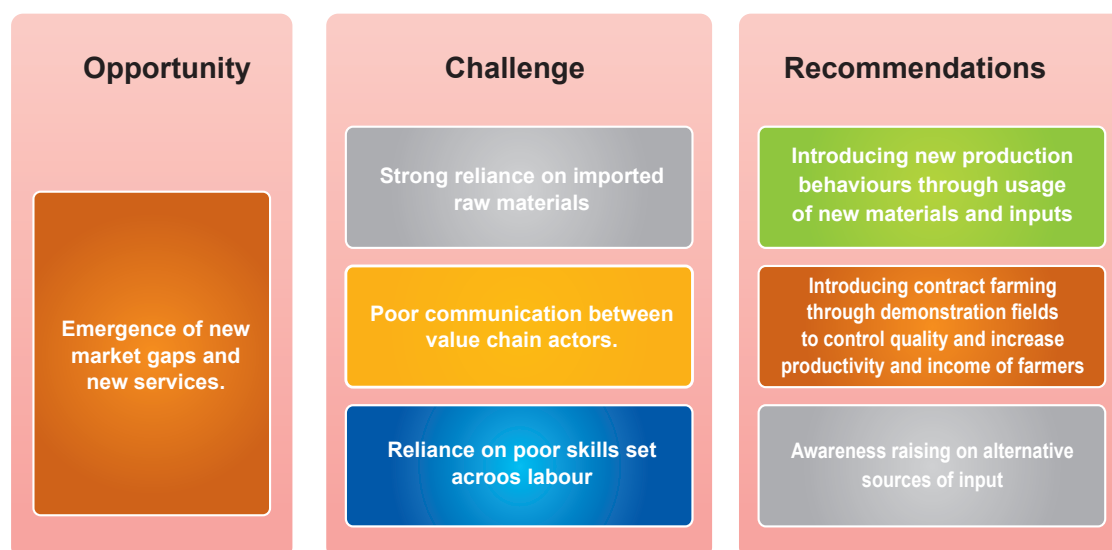 Opportunity
Emergence of new
market gaps and
new services.
Challenge
Strong reliance on imported
raw materials
Poor communication between
value chain actors.
Reliance on poor skills set
acroos labour
Recommendations
Introducing new production
behaviours through usage
of new materials and inputs
Introducing contract farming
through demonstration fields
to control quality and increase
productivity and income of farmers
Awareness raising on alternative
sources of input